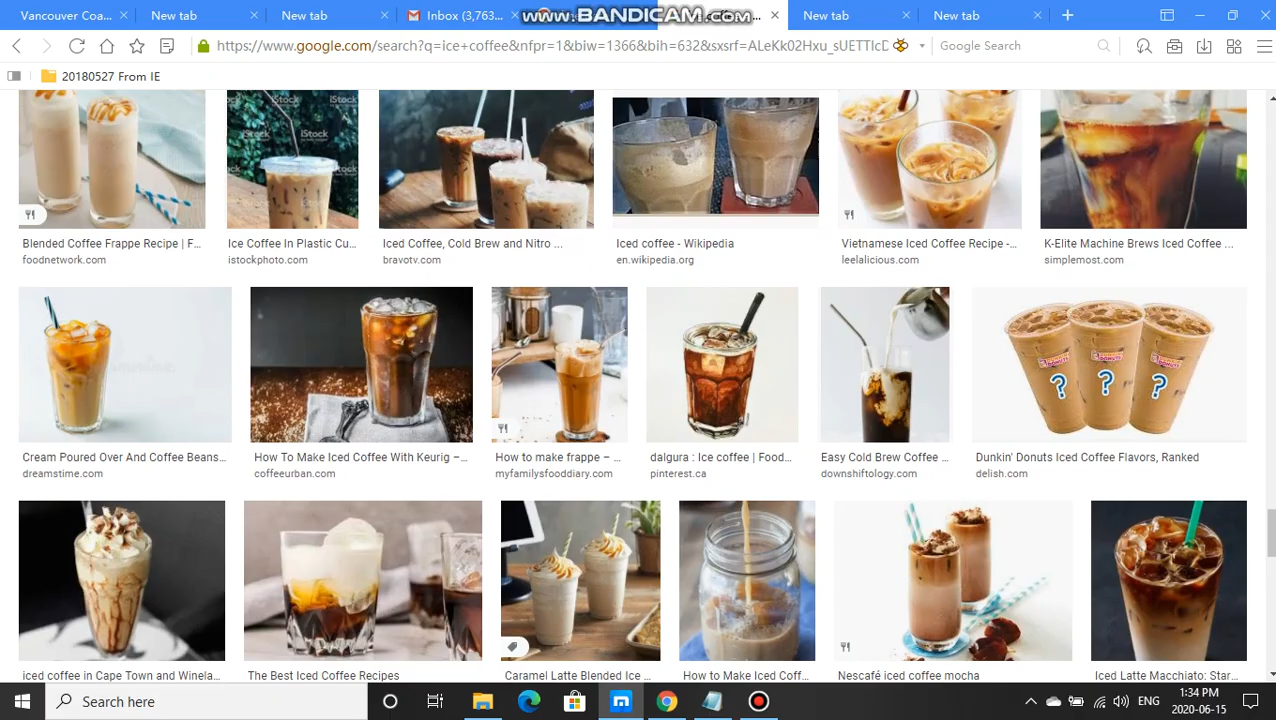 Vancouver Coa...
New tab
New tab
Inbox (3,763...
www.BANDICAM.com
New tab
New tab
https://www.google.com/search?q=ice+coffee&nfpr=1&biw=1366&bih=632&sxsrf=ALeKk02Hxu_sUETTIcD
Google Search
20180527 From IE
iStock
iStock
iStock
Blended Coffee Frappe Recipe | F...
foodnetwork.com
Ice Coffee In Plastic Cu...
istockphoto.com
Iced Coffee, Cold Brew and Nitro ...
bravotv.com
Iced coffee - Wikipedia
en.wikipedia.org
Vietnamese Iced Coffee Recipe -...
leelalicious.com
K-Elite Machine Brews Iced Coffee ...
simplemost.com
? ? ?
Cream Poured Over And Coffee Beans...
dreamstime.com
How To Make Iced Coffee With Keurig –...
coffeeurban.com
How to make frappe – ...
myfamilysfooddiary.com
dalgura : Ice coffee | Food...
pinterest.ca
Easy Cold Brew Coffee ...
downshiftology.com
Dunkin' Donuts Iced Coffee Flavors, Ranked
delish.com
iced coffee in Cape Town and Winela...
The Best Iced Coffee Recipes
Caramel Latte Blended Ice ...
How to Make Iced Coff...
Nescafé iced coffee mocha
Iced Latte Macchiato: Star...
Search here
ENG
1:34 PM
2020-06-15